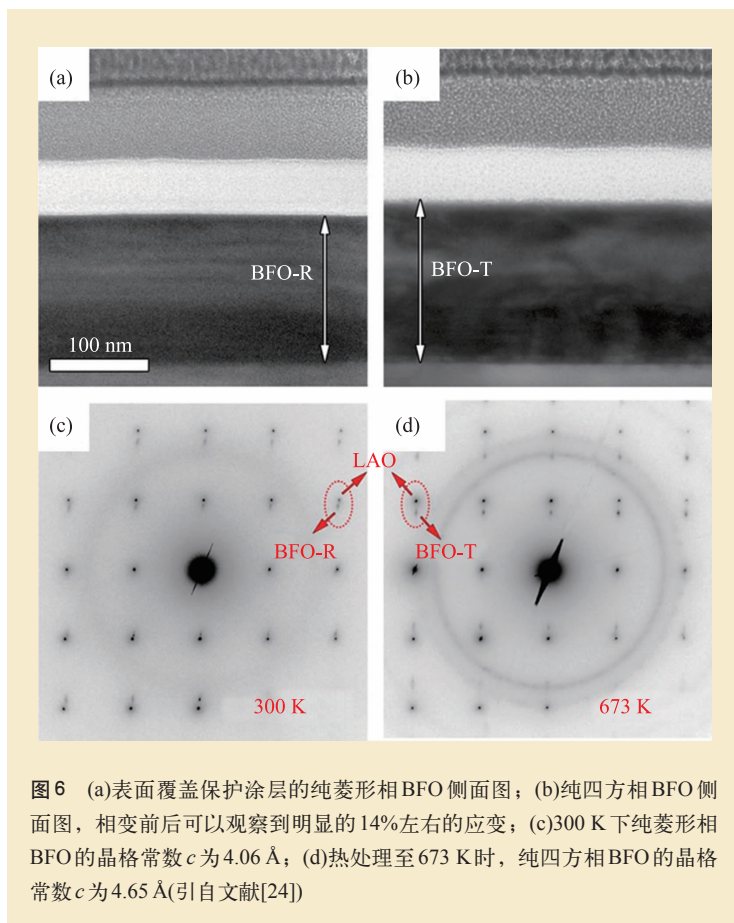 (a)
(b)
BFO-R
BFO-T
100 nm
(c)
(d)
LAO
BFO-R
BFO-T
300 K
673 K
图6 (a)表面覆盖保护涂层的纯菱形相BFO侧面图；(b)纯四方相BFO侧
面图，相变前后可以观察到明显的14%左右的应变；(c)300 K下纯菱形相
BFO的晶格常数c为4.06 Å；(d)热处理至673 K时，纯四方相BFO的晶格
常数c为4.65 Å(引自文献[24])